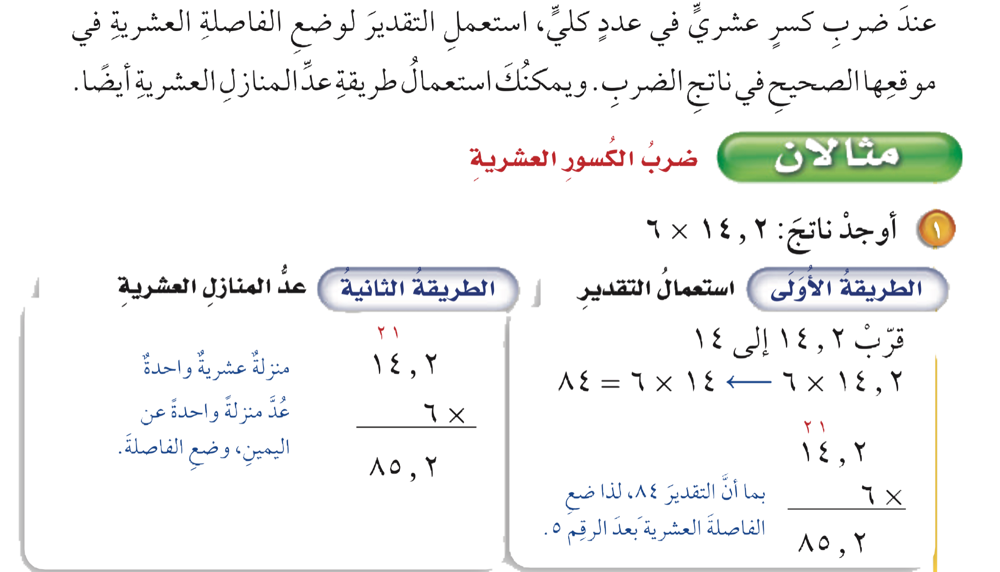 عندَ ضربِ كسرٍ عشريٍّ في عددٍ كليٍّ، استعملِ التقديرَ لوضعِ الفاصلةِ العشريةِ في
موقعِها الصحيحِ في ناتجِ الضربِ. ويمكنُكَ استعمالُ طريقةِ عدِّ المنازلِ العشريةِ أيضًا.
مثالان ضربُ الكُسورِ العشريةِ
١ أوجدْ ناتجَ: ١٤,٢ × ٦
الطريقةُ الأُوَلَى استعمالُ التقديرِ
قرّبْ ١٤,٢ إلى ١٤
١٤,٢ × ٦ ← ١٤ × ٦ = ٨٤
٢ ١
١٤,٢
× ٦
بما أنَّ التقديرَ ٨٤، لذا ضعِ
الفاصلةَ العشريةَ بعدَ الرقِم ٥.
٨٥,٢
الطريقةُ الثانيةُ عدُّ المنازلِ العشريةِ
٢ ١
١٤,٢
منزلةٌ عشريةٌ واحدةٌ
× ٦
عُدَّ منزلةً واحدةً عن
اليمينِ، وضعِ الفاصلةَ.
٨٥,٢